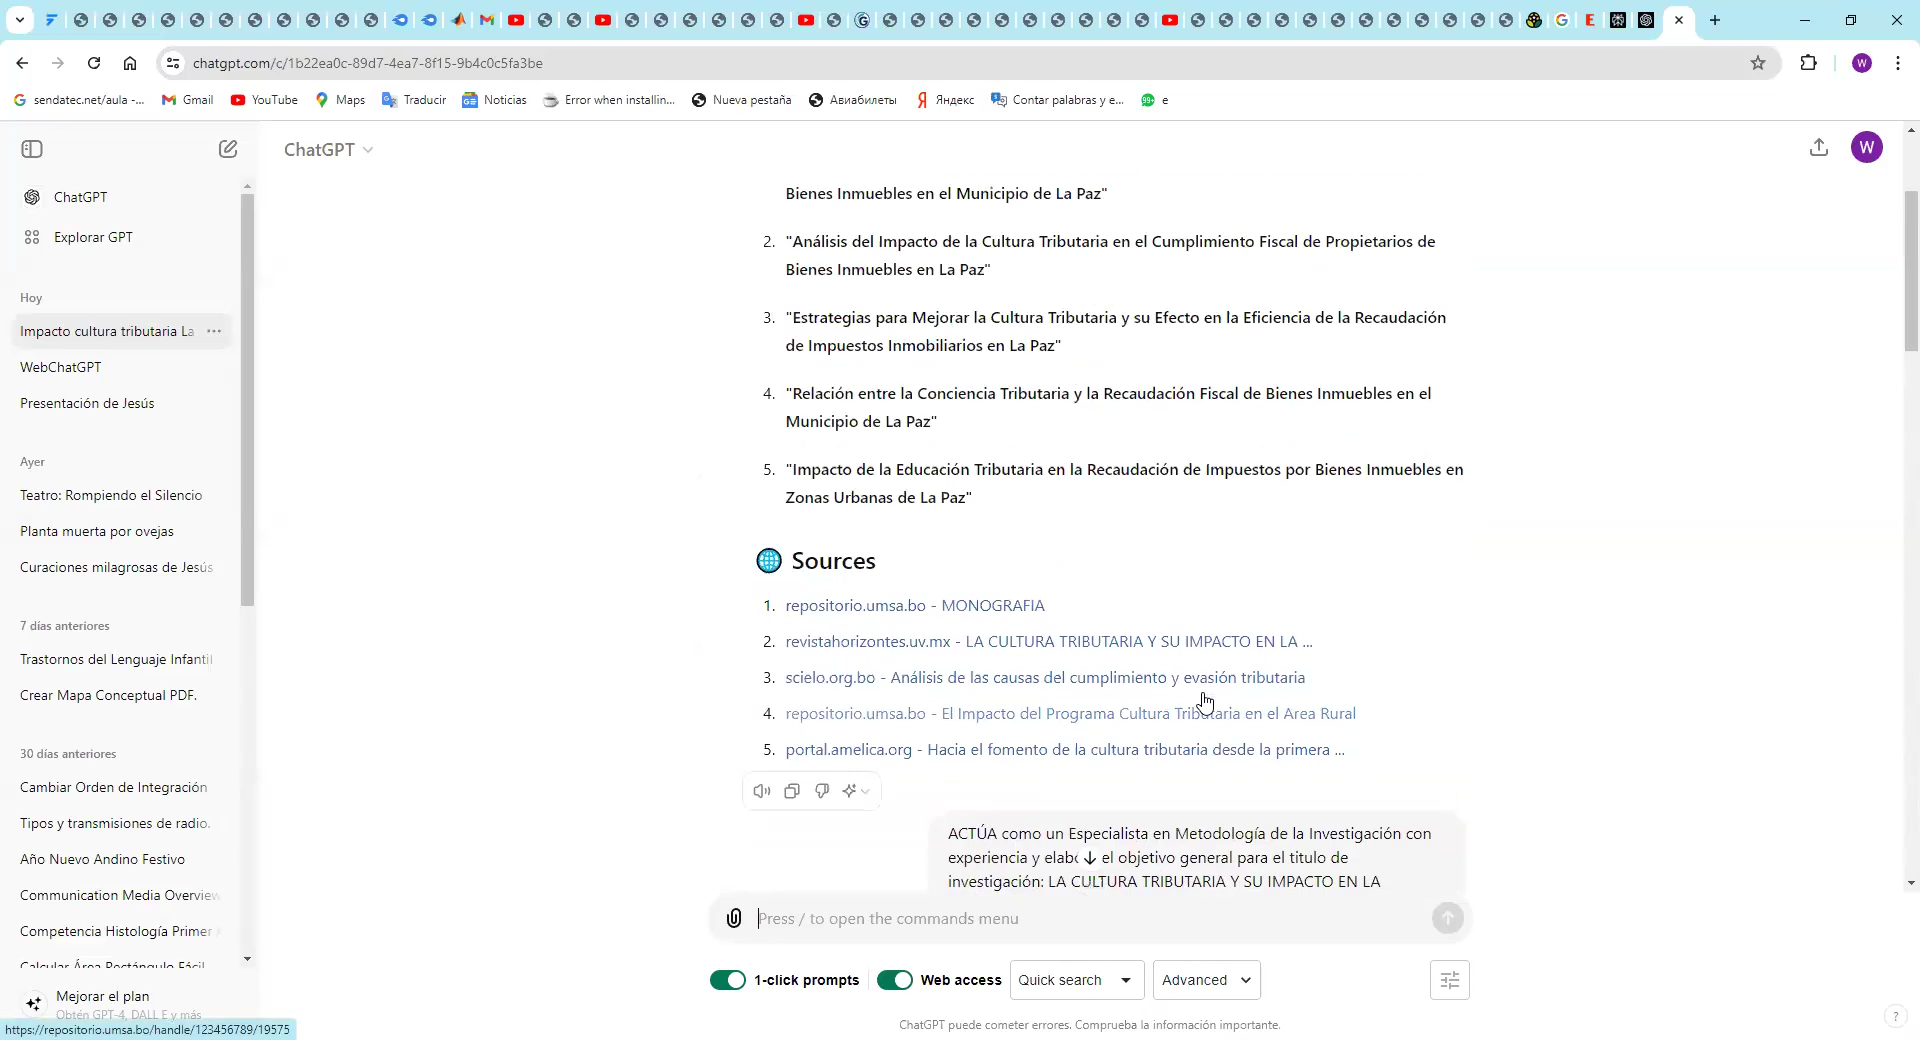 chatgpt.com/c/1b22ea0c-89d7-4ea7-8f15-9b4c0c5fa3be
W
sendatec.net/aula -...
Gmail
YouTube
Maps
Traducir
Noticias
Error when installin...
Nueva pestaña
Авиабилеты
Яндекс
Contar palabras y e...
99+
e
ChatGPT
W
ChatGPT
Explorar GPT
Hoy
Impacto cultura tributaria La
WebChatGPT
Presentación de Jesús
Ayer
Teatro: Rompiendo el Silencio
Planta muerta por ovejas
Curaciones milagrosas de Jesús
7 días anteriores
Trastornos del Lenguaje Infantil
Crear Mapa Conceptual PDF.
30 días anteriores
Cambiar Orden de Integración
Tipos y transmisiones de radio.
Año Nuevo Andino Festivo
Communication Media Overview
Competencia Histología Primer
Calcular Área Rectángulo Fácil
Mejorar el plan
Obtén GPT-4, DALL·E y más
https://repositorio.umsa.bo/handle/123456789/19575
Bienes Inmuebles en el Municipio de La Paz"
2. "Análisis del Impacto de la Cultura Tributaria en el Cumplimiento Fiscal de Propietarios de
Bienes Inmuebles en La Paz"
3. "Estrategias para Mejorar la Cultura Tributaria y su Efecto en la Eficiencia de la Recaudación
de Impuestos Inmobiliarios en La Paz"
4. "Relación entre la Conciencia Tributaria y la Recaudación Fiscal de Bienes Inmuebles en el
Municipio de La Paz"
5. "Impacto de la Educación Tributaria en la Recaudación de Impuestos por Bienes Inmuebles en
Zonas Urbanas de La Paz"
Sources
1. repositorio.umsa.bo - MONOGRAFIA
2. revistahorizontes.uv.mx - LA CULTURA TRIBUTARIA Y SU IMPACTO EN LA ...
3. scielo.org.bo - Análisis de las causas del cumplimiento y evasión tributaria
4. repositorio.umsa.bo - El Impacto del Programa Cultura Tributaria en el Area Rural
5. portal.amelica.org - Hacia el fomento de la cultura tributaria desde la primera ...
ACTÚA como un Especialista en Metodología de la Investigación con
experiencia y el objetivo general para el titulo de
investigación: LA CULTURA TRIBUTARIA Y SU IMPACTO EN LA
Press / to open the commands menu
1-click prompts
Web access
Quick search
Advanced
ChatGPT puede cometer errores. Comprueba la información importante.
?